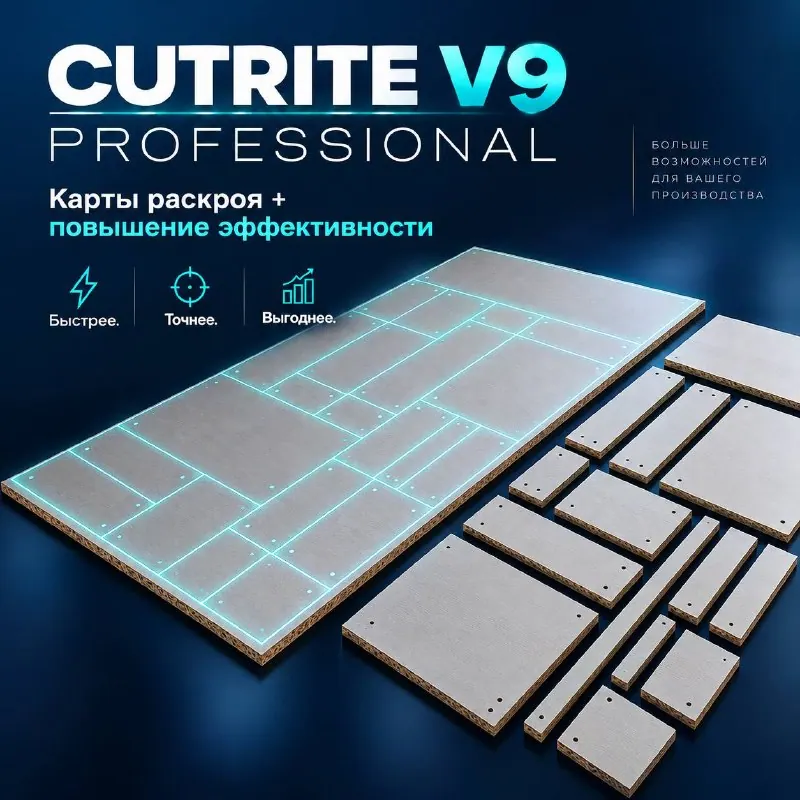 CUTRITE V9
PROFESSIONAL
БОЛЬШЕ
ВОЗМОЖНОСТЕЙ
ДЛЯ ВАШЕГО
ПРОИЗВОДСТВА
Карты раскроя +
повышение эффективности
Быстрее.
Точнее.
Выгоднее.